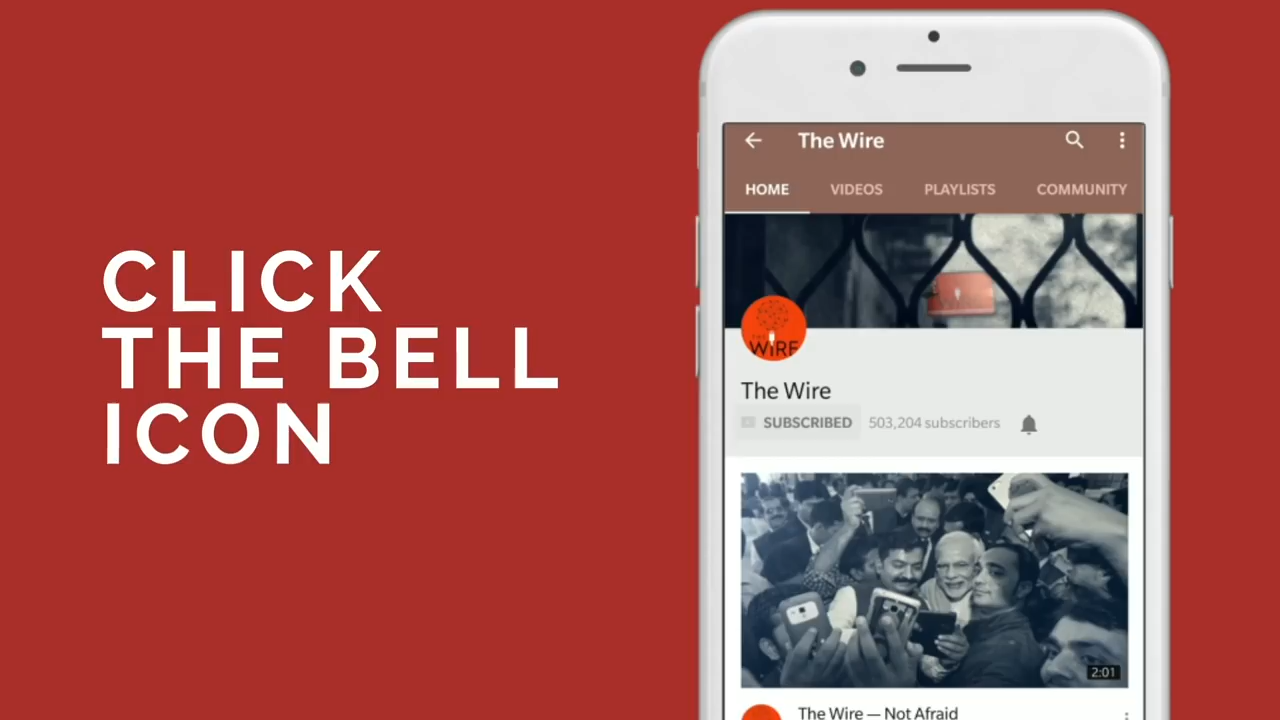 CLICK
THE BELL
ICON
The Wire
HOME VIDEOS PLAYLISTS COMMUNITY
THE
WIRE
The Wire
SUBSCRIBED 503,204 subscribers
2:01
The Wire — Not Afraid